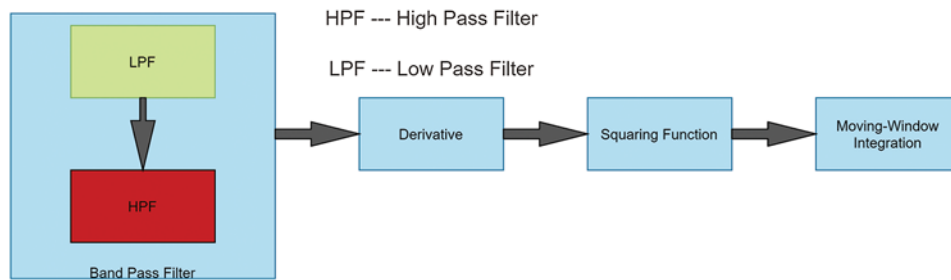 HPF --- High Pass Filter
LPF --- Low Pass Filter
LPF
HPF
Band Pass Filter
Derivative
Squaring Function
Moving-Window
Integration